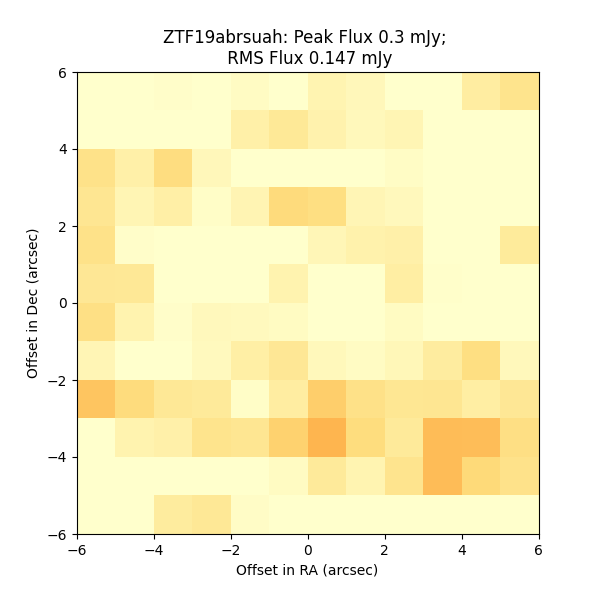 ZTF19abrsuah: Peak Flux 0.3 mJy;
RMS Flux 0.147 mJy
6
4
2
0
−2
−4
−6
Offset in Dec (arcsec)
−6 −4 −2 0 2 4 6
Offset in RA (arcsec)